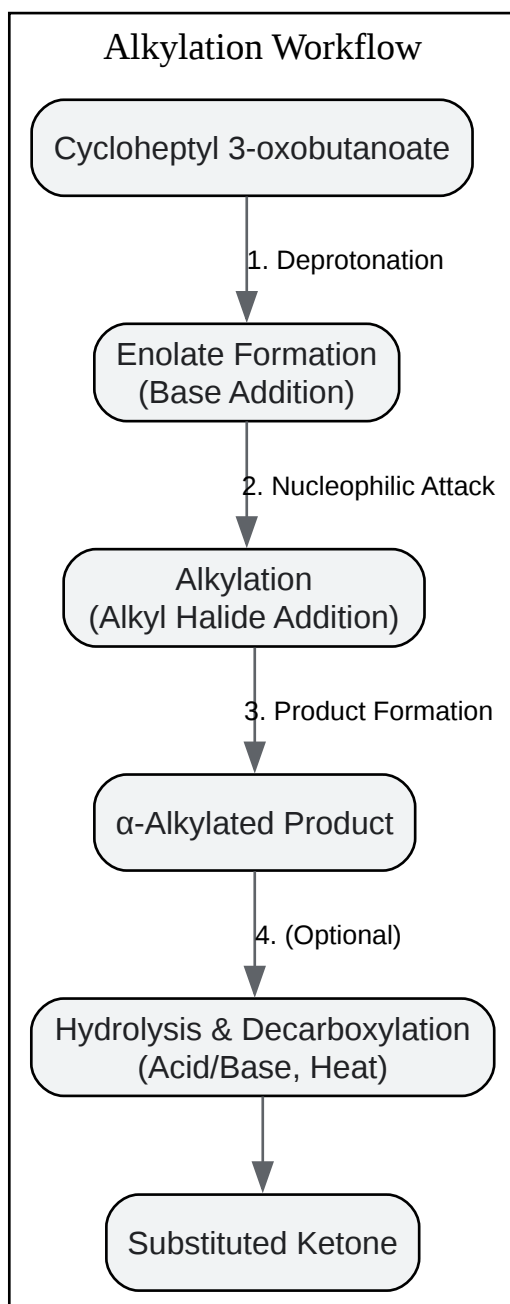 Alkylation Workflow
Cycloheptyl 3-oxobutanoate
1. Deprotonation
Enolate Formation
(Base Addition)
2. Nucleophilic Attack
Alkylation
(Alkyl Halide Addition)
3. Product Formation
α-Alkylated Product
4. (Optional)
Hydrolysis & Decarboxylation
(Acid/Base, Heat)
Substituted Ketone